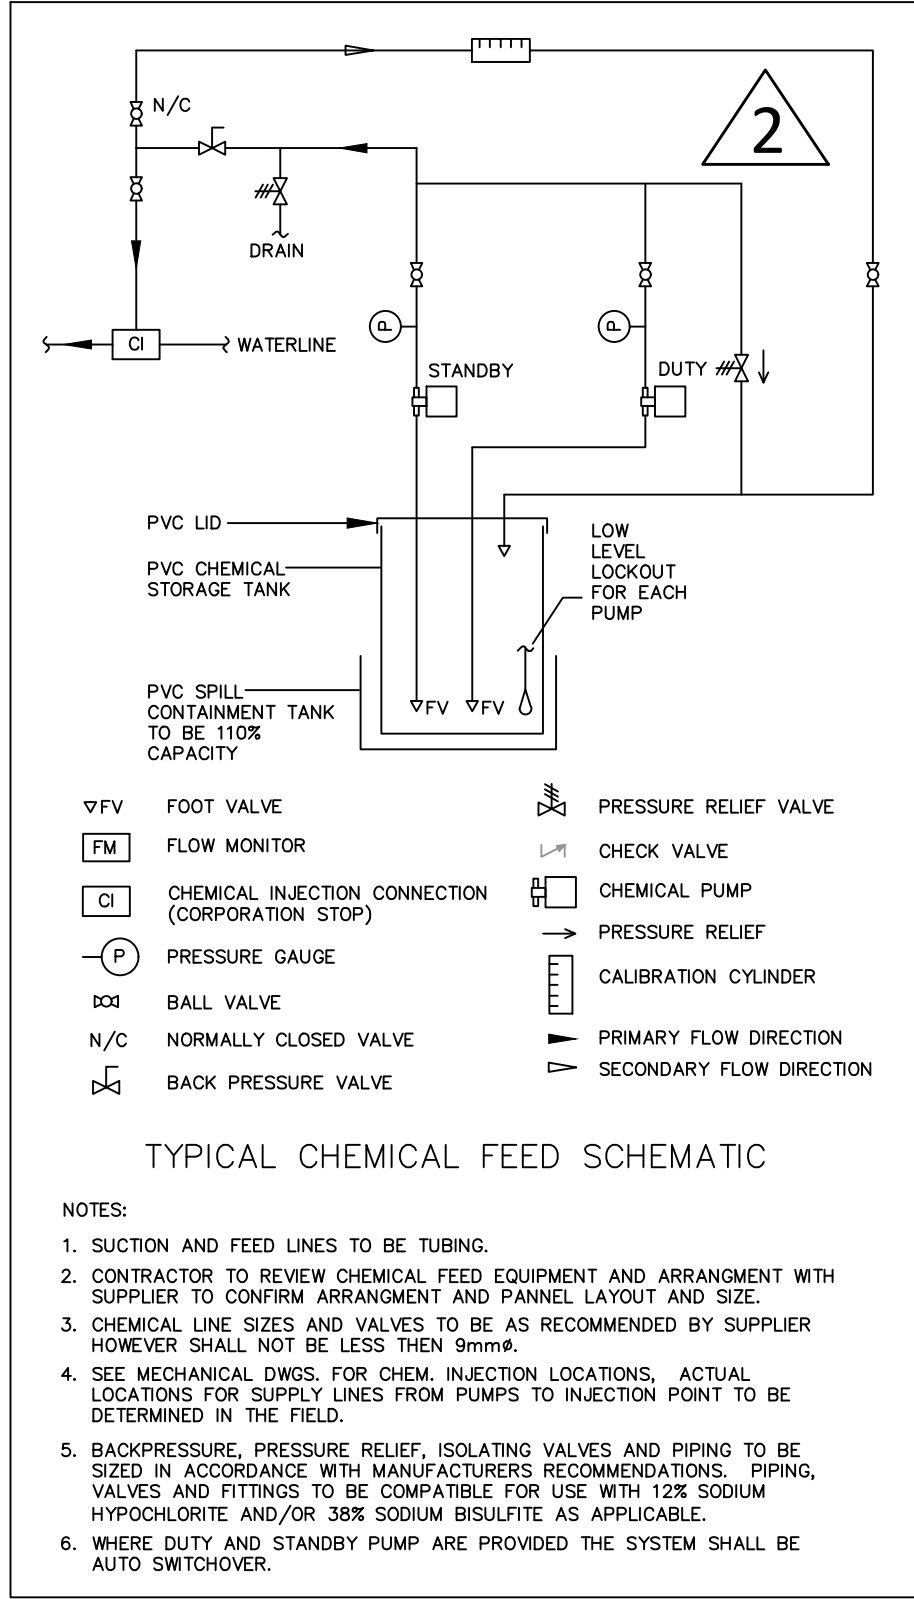 N/C
2
DRAIN
CI
WATERLINE
P
P
STANDBY
DUTY
PVC LID
PVC CHEMICAL
STORAGE TANK
LOW
LEVEL
LOCKOUT
FOR EACH
PUMP
PVC SPILL
CONTAINMENT TANK
TO BE 110%
CAPACITY
FV
FV
FV FOOT VALVE
FM FLOW MONITOR
CI CHEMICAL INJECTION CONNECTION
(CORPORATION STOP)
P PRESSURE GAUGE
BALL VALVE
N/C NORMALLY CLOSED VALVE
BACK PRESSURE VALVE
PRESSURE RELIEF VALVE
CHECK VALVE
CHEMICAL PUMP
PRESSURE RELIEF
CALIBRATION CYLINDER
PRIMARY FLOW DIRECTION
SECONDARY FLOW DIRECTION
TYPICAL CHEMICAL FEED SCHEMATIC
NOTES:
1. SUCTION AND FEED LINES TO BE TUBING.
2. CONTRACTOR TO REVIEW CHEMICAL FEED EQUIPMENT AND ARRANGMENT WITH
SUPPLIER TO CONFIRM ARRANGMENT AND PANNEL LAYOUT AND SIZE.
3. CHEMICAL LINE SIZES AND VALVES TO BE AS RECOMMENDED BY SUPPLIER
HOWEVER SHALL NOT BE LESS THEN 9mmø.
4. SEE MECHANICAL DWGS. FOR CHEM. INJECTION LOCATIONS, ACTUAL
LOCATIONS FOR SUPPLY LINES FROM PUMPS TO INJECTION POINT TO BE
DETERMINED IN THE FIELD.
5. BACKPRESSURE, PRESSURE RELIEF, ISOLATING VALVES AND PIPING TO BE
SIZED IN ACCORDANCE WITH MANUFACTURERS RECOMMENDATIONS. PIPING,
VALVES AND FITTINGS TO BE COMPATIBLE FOR USE WITH 12% SODIUM
HYPOCHLORITE AND/OR 38% SODIUM BISULFITE AS APPLICABLE.
6. WHERE DUTY AND STANDBY PUMP ARE PROVIDED THE SYSTEM SHALL BE
AUTO SWITCHOVER.